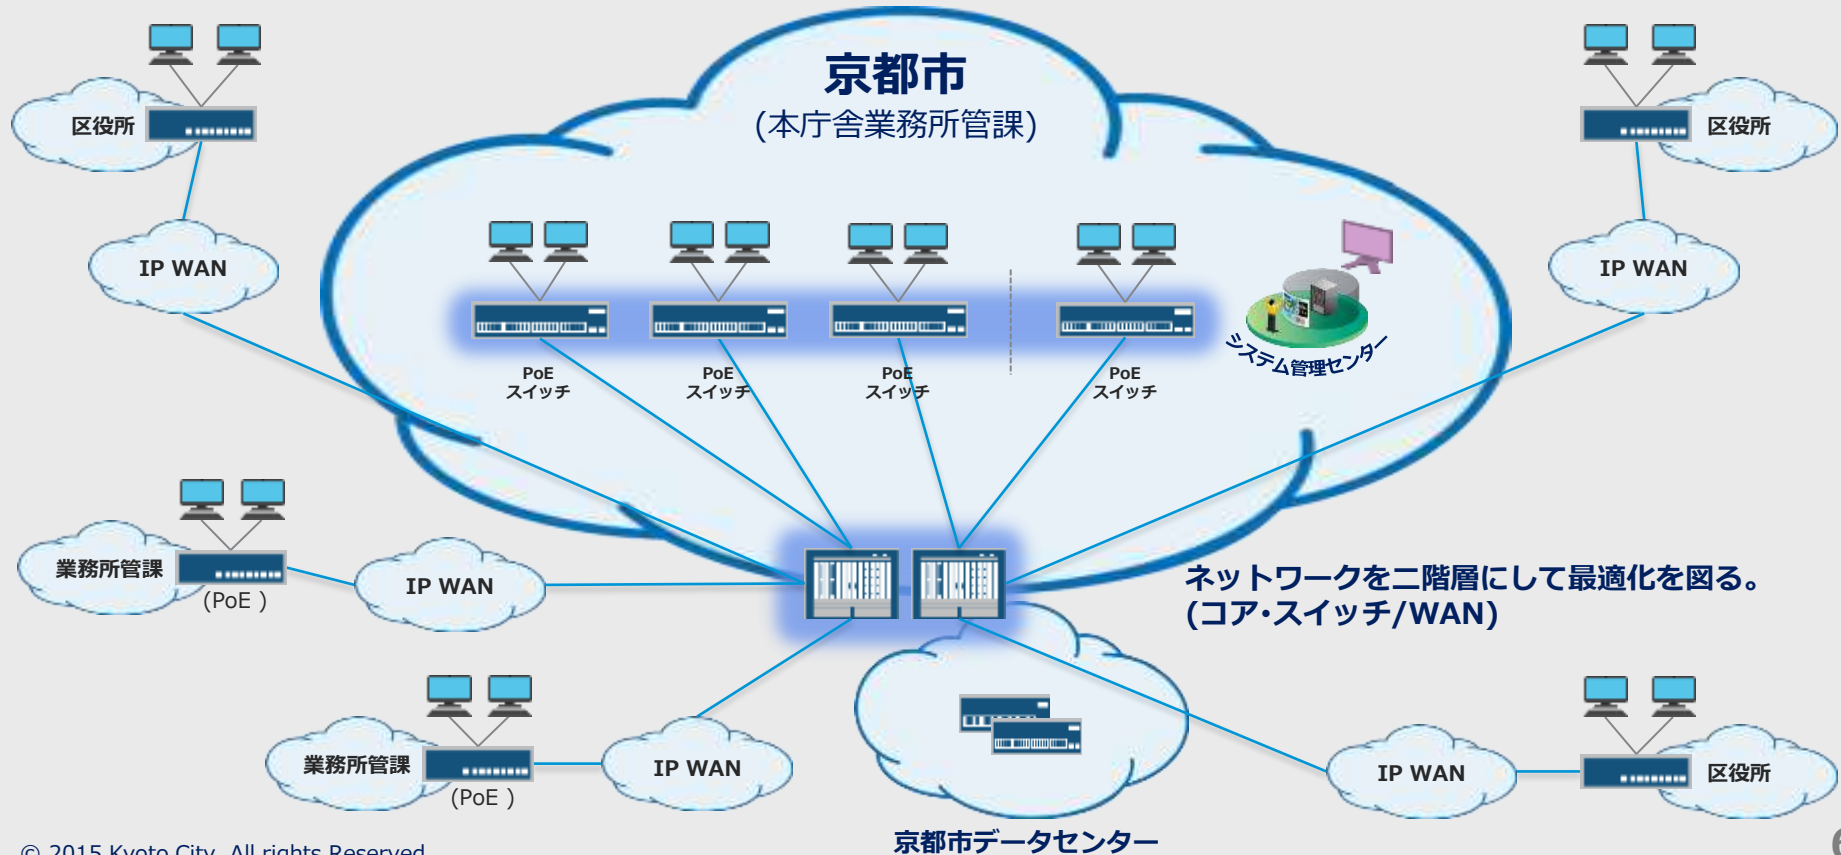 京都市
(本庁舎業務所管課)
区役所
区役所
IP WAN
IP WAN
PoE
スイッチ
PoE
スイッチ
PoE
スイッチ
PoE
スイッチ
システム管理センター
業務所管課
(PoE )
IP WAN
ネットワークを二階層にして最適化を図る。
(コア・スイッチ/WAN)
業務所管課
(PoE )
IP WAN
IP WAN
区役所
京都市データセンター
© 2015 Kyoto City. All rights Reserved